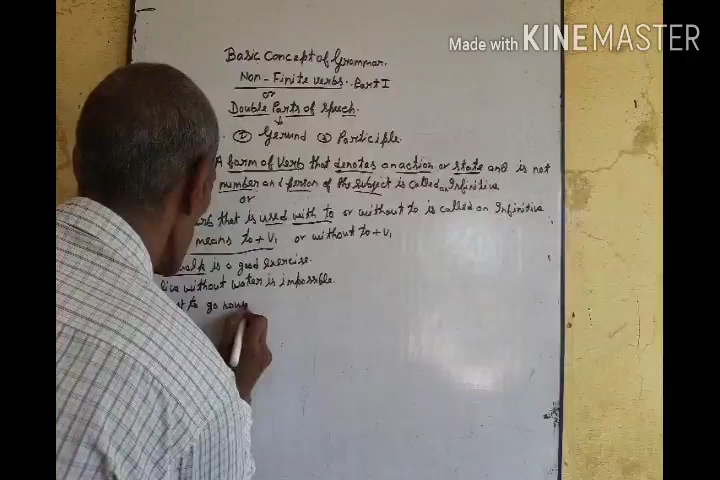 Made with KINEMASTER
Basic Concept of Grammar.
Non-Finite verbs. Part I
or
Double Parts of speech.
① Gerund ② Participle.
A form of Verb that denotes an action or state and is not
number and person of the subject is called an Infinitive
or
that is used with to or without to is called an Infinitive
means to + V1 or without to + V1
walk is a good exercise.
live without water is impossible.
to go